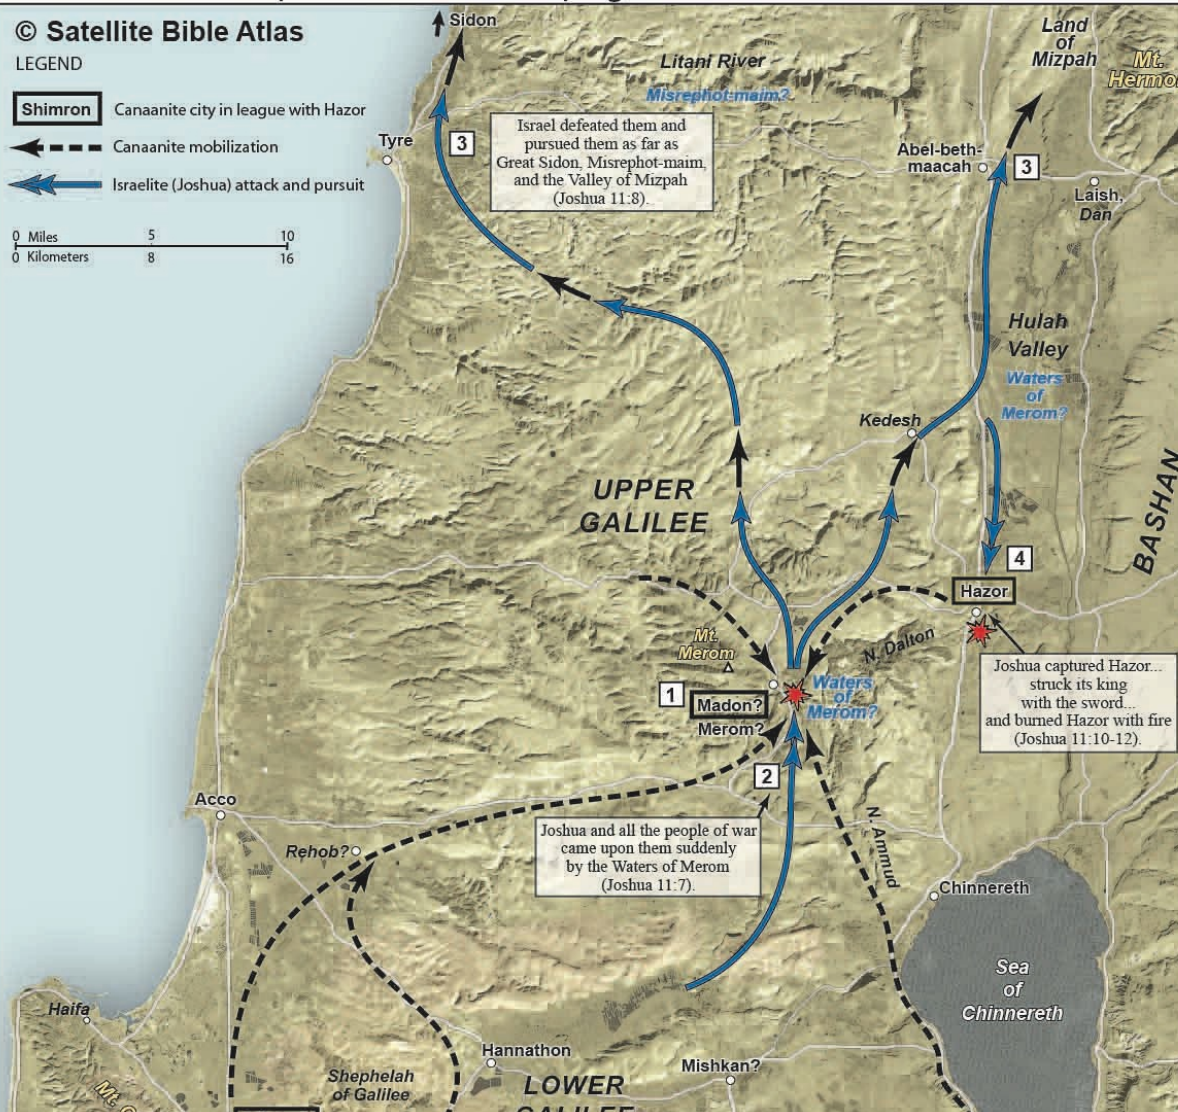 © Satellite Bible Atlas
LEGEND
Shimron
Canaanite city in league with Hazor
Canaanite mobilization
Israelite (Joshua) attack and pursuit
0 Miles 5 10
0 Kilometers 8 16
Sidon
Litani River
Misrephot-maim?
Land
of
Mizpah
Mt.
Tyre
3
Israel defeated them and
pursued them as far as
Great Sidon, Misrephot-maim,
and the Valley of Mizpah
(Joshua 11:8).
Abel-beth-
maacah
3
Laish,
Dan
Hulah
Valley
Waters
of
Merom?
Kedesh
UPPER
GALILEE
BASHAN
4
Hazor
Mt.
Merom
N. Dalton
1
Madon?
Merom?
Waters
of
Merom?
Joshua captured Hazor...
struck its king
with the sword...
and burned Hazor with fire
(Joshua 11:10-12).
2
Acco
Rehob?
Joshua and all the people of war
came upon them suddenly
by the Waters of Merom
(Joshua 11:7).
N. Ammud
Chinnereth
Sea
of
Chinnereth
Haifa
Hannathon
Mishkan?
Shephelah
of Galilee
LOWER
GALILEE
Mt.